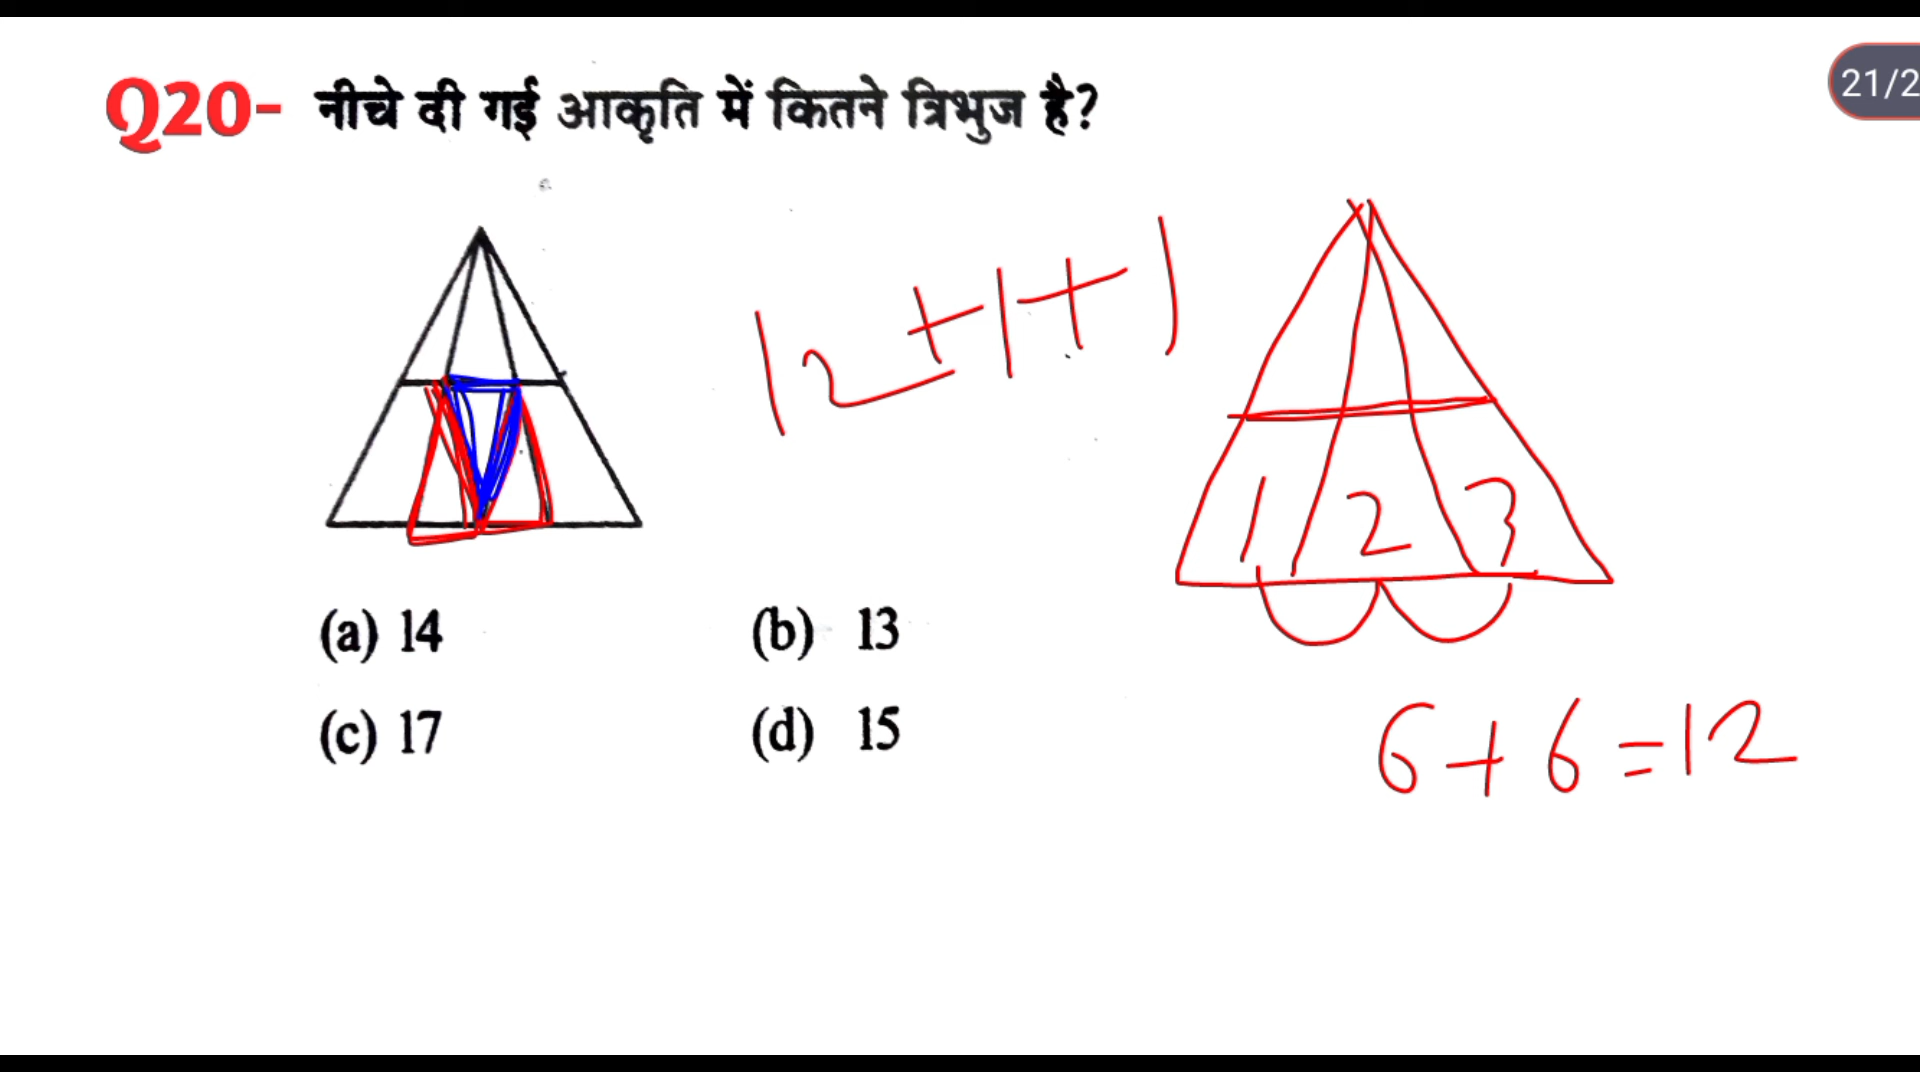 Q20- नीचे दी गई आकृति में कितने त्रिभुज है?
21/2
12+1+1
1 2 3
(a) 14 (b) 13
(c) 17 (d) 15
6+6=12